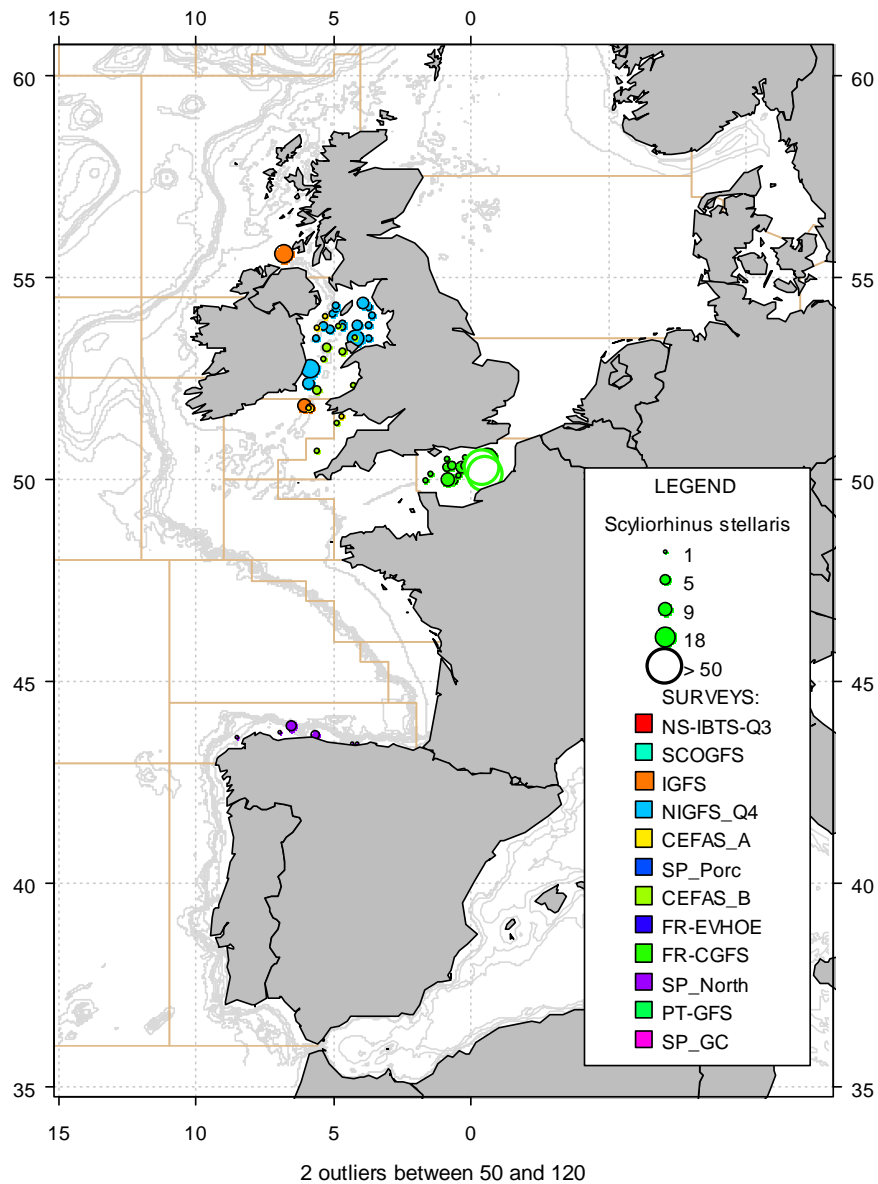 15 10 5 0
60 60
55 55
50 50
LEGEND
Scyliorhinus stellaris
1
5
9
18
> 50
SURVEYS:
NS-IBTS-Q3
SCOGFS
IGFS
NIGFS_Q4
CEFAS_A
SP_Porc
CEFAS_B
FR-EVHOE
FR-CGFS
SP_North
PT-GFS
SP_GC
45 45
40 40
35 35
15 10 5 0
2 outliers between 50 and 120